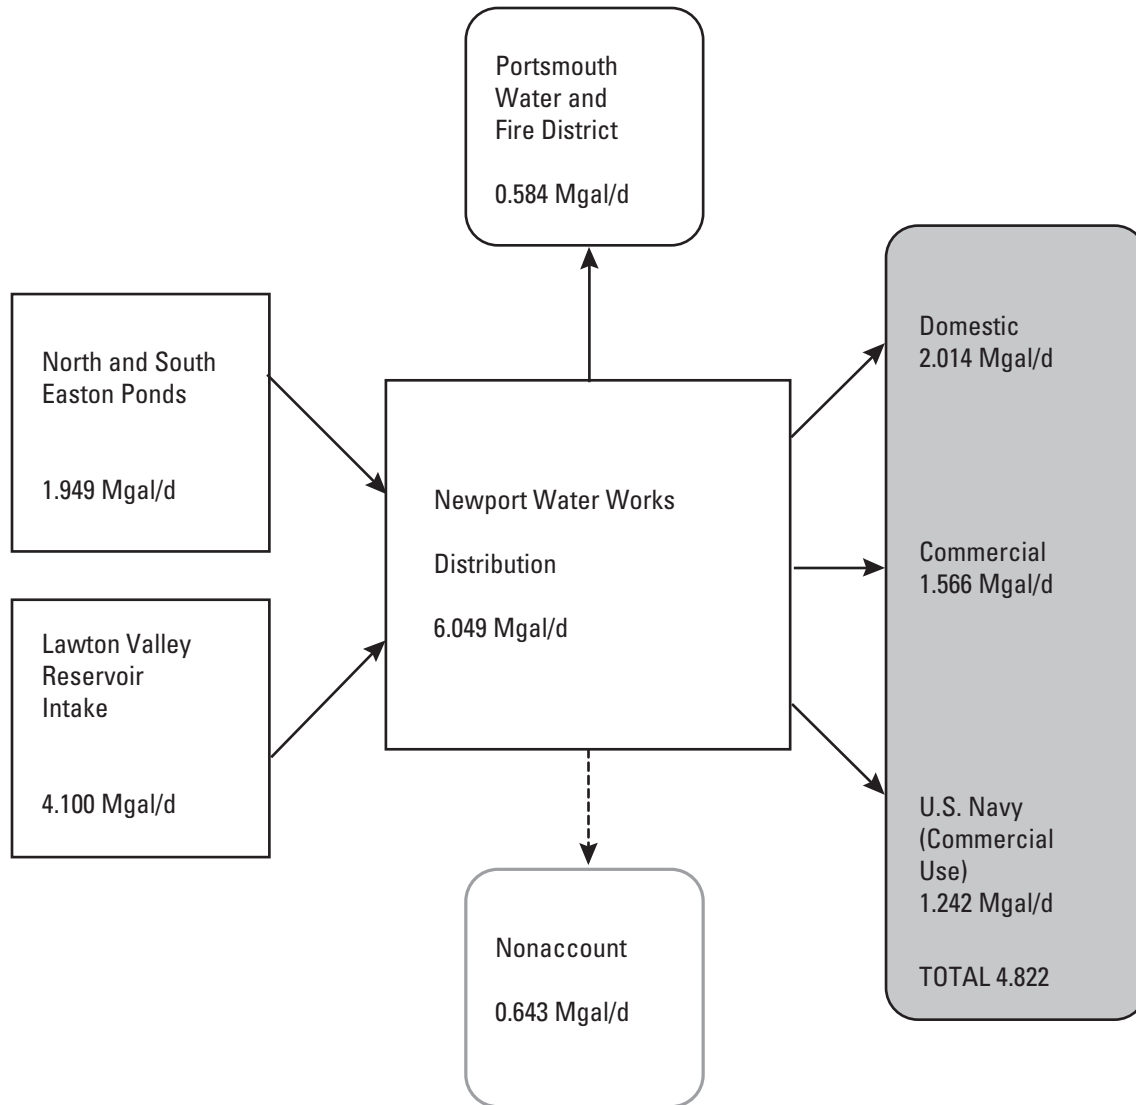 Portsmouth
Water and
Fire District
0.584 Mgal/d
North and South
Easton Ponds
1.949 Mgal/d
Lawton Valley
Reservoir
Intake
4.100 Mgal/d
Newport Water Works
Distribution
6.049 Mgal/d
Domestic
2.014 Mgal/d
Commercial
1.566 Mgal/d
U.S. Navy
(Commercial
Use)
1.242 Mgal/d
TOTAL 4.822
Nonaccount
0.643 Mgal/d